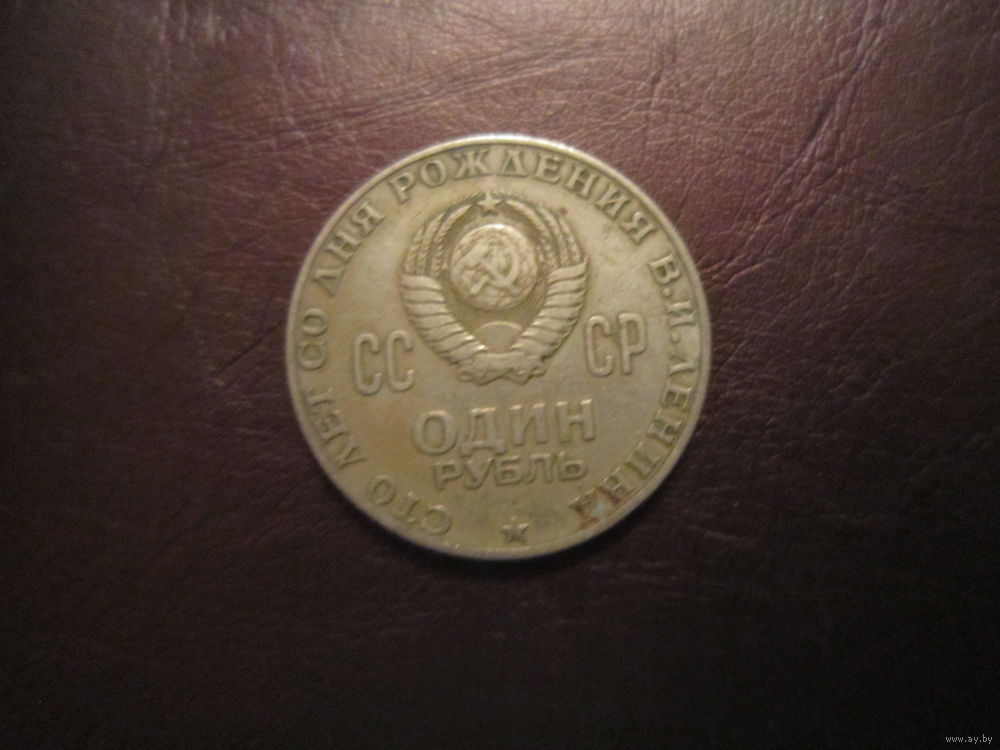 СТО ЛЕТ СО ДНЯ РОЖДЕНИЯ В.И.ЛЕНИНА
СС СР
ОДИН
РУБЛЬ
www.ay.by